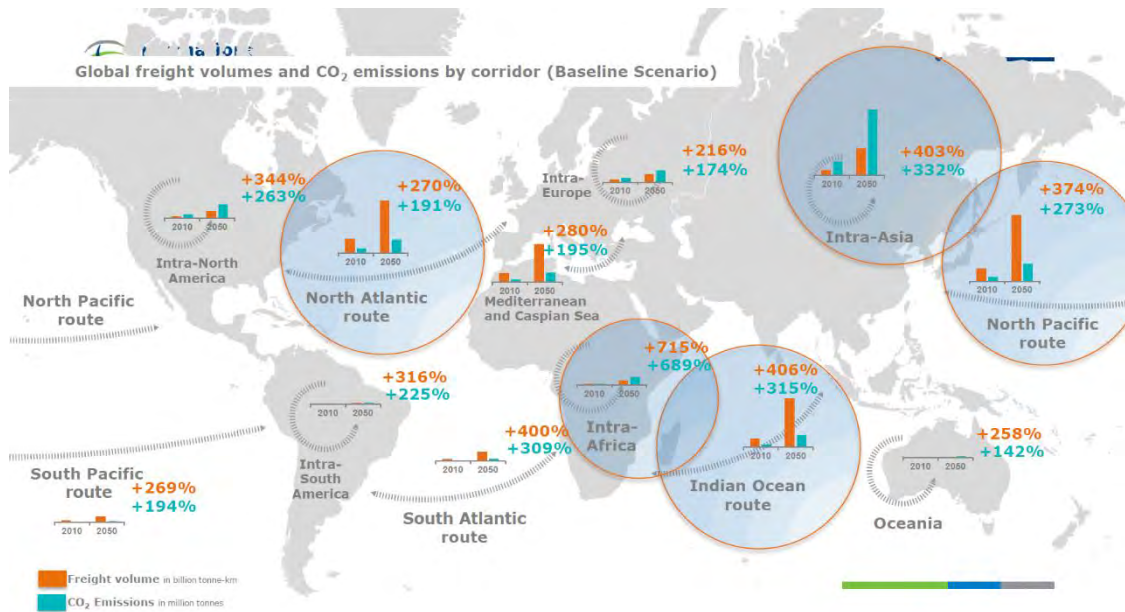 Global freight volumes and CO₂ emissions by corridor (Baseline Scenario)
+344%
+263%
2010 2050
Intra-North
America
+270%
+191%
2010 2050
North Atlantic
route
+216%
+174%
Intra-
Europe
2010 2050
+280%
+195%
2010 2050
Mediterranean
and Caspian Sea
+403%
+332%
2010 2050
Intra-Asia
+374%
+273%
2010 2050
North Pacific
route
North Pacific
route
+316%
+225%
2010 2050
Intra-
South
America
+715%
+689%
2010 2050
Intra-
Africa
+406%
+315%
2010 2050
Indian Ocean
route
+400%
+309%
2010 2050
South Atlantic
route
+258%
+142%
2010 2050
Oceania
South Pacific
route
+269%
+194%
2010 2050
Freight volume in billion tonne-km
CO₂ Emissions in million tonnes